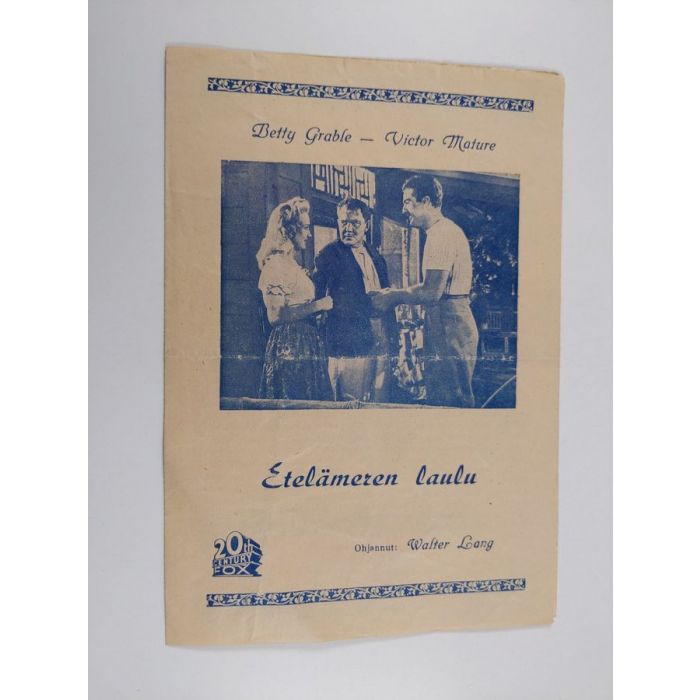 Betty Grable — Victor Mature
Etelämeren laulu
20th
CENTURY
FOX
Ohjannut: Walter Lang